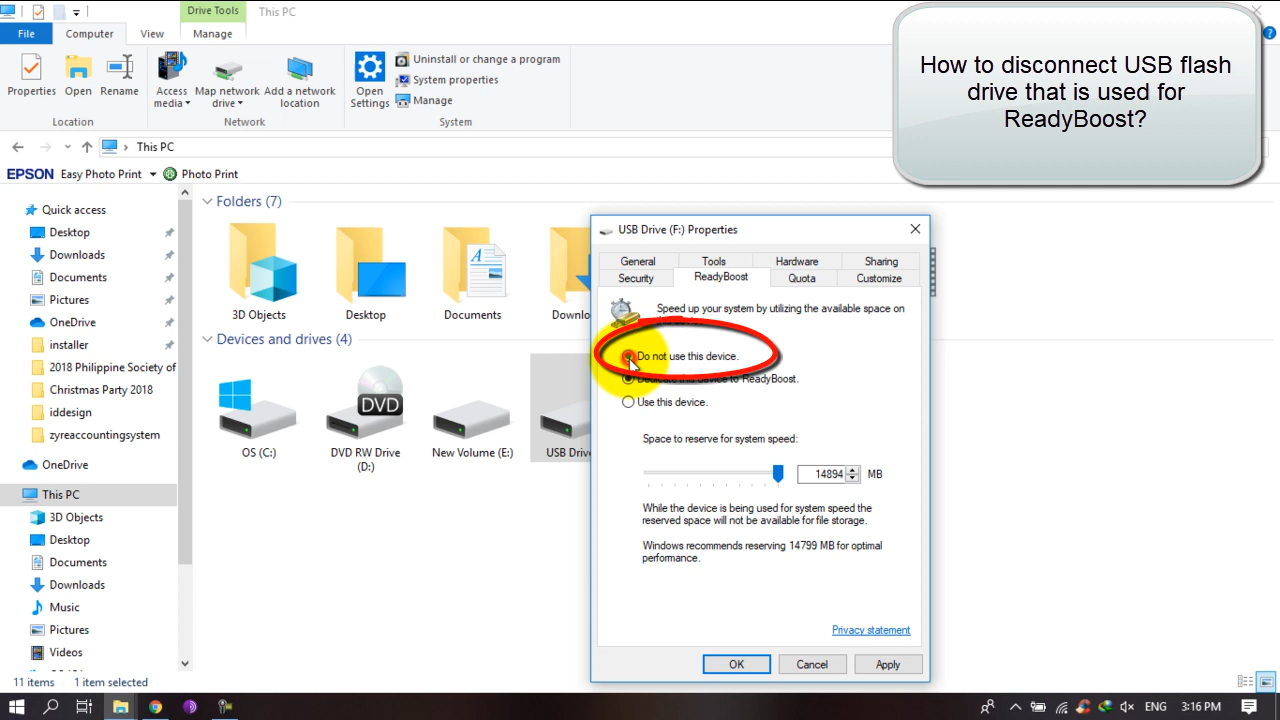 Drive Tools
This PC
File
Computer
View
Manage
Properties
Open
Rename
Access media
Map network drive
Add a network location
Open Settings
Uninstall or change a program
System properties
Manage
Location
Network
System
How to disconnect USB flash
drive that is used for
ReadyBoost?
This PC
EPSON Easy Photo Print
Photo Print
Quick access
Desktop
Downloads
Documents
Pictures
OneDrive
installer
2018 Philippine Society of
Christmas Party 2018
iddesign
zyreaccountingsystem
OneDrive
This PC
3D Objects
Desktop
Documents
Downloads
Music
Pictures
Videos
Folders (7)
3D Objects
Desktop
Documents
Downlo
Devices and drives (4)
DVD
OS (C:)
DVD RW Drive
(D:)
New Volume (E:)
USB Drive
USB Drive (F:) Properties
General
Tools
Hardware
Sharing
Security
ReadyBoost
Quota
Customize
Speed up your system by utilizing the available space on
Do not use this device.
Dedicate this device to ReadyBoost.
Use this device.
Space to reserve for system speed:
14894 MB
While the device is being used for system speed the
reserved space will not be available for file storage.
Windows recommends reserving 14799 MB for optimal
performance.
Privacy statement
OK
Cancel
Apply
11 items
1 item selected
ENG
3:16 PM